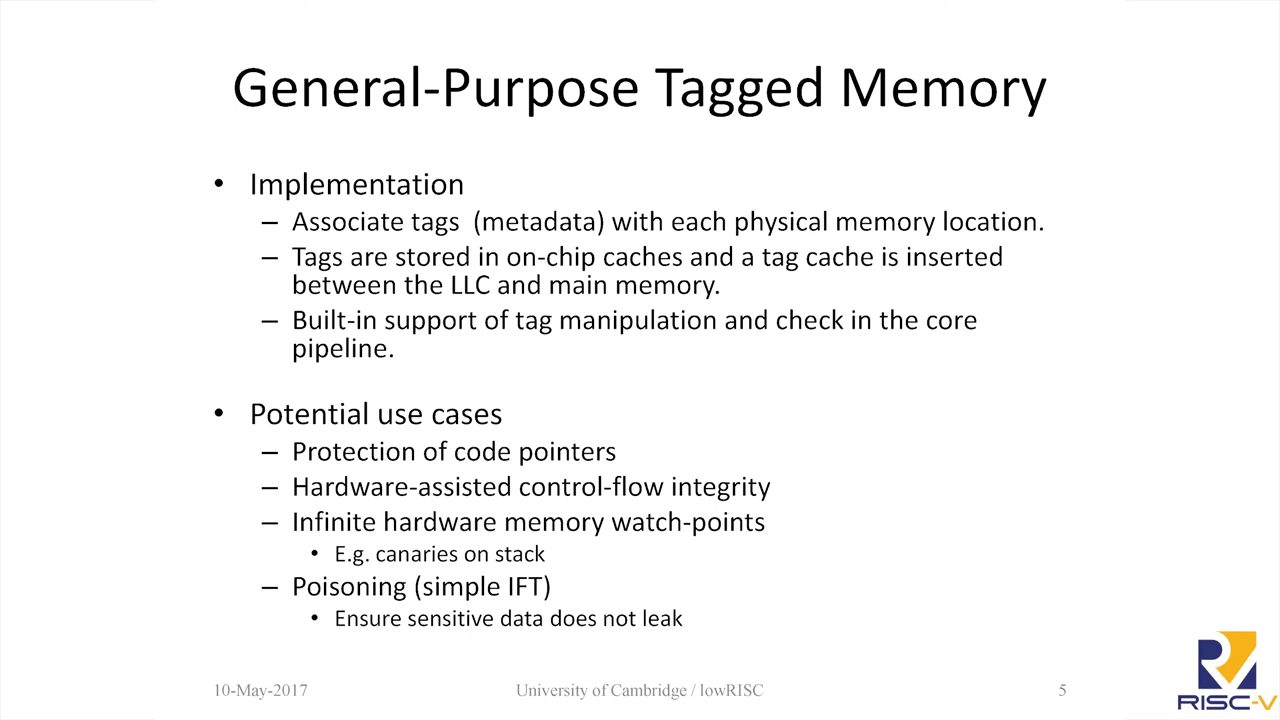 General-Purpose Tagged Memory
• Implementation
– Associate tags  (metadata) with each physical memory location.
– Tags are stored in on-chip caches and a tag cache is inserted
between the LLC and main memory.
– Built-in support of tag manipulation and check in the core
pipeline.
• Potential use cases
– Protection of code pointers
– Hardware-assisted control-flow integrity
– Infinite hardware memory watch-points
• E.g. canaries on stack
– Poisoning (simple IFT)
• Ensure sensitive data does not leak
10-May-2017
University of Cambridge / lowRISC
5
RISC-V